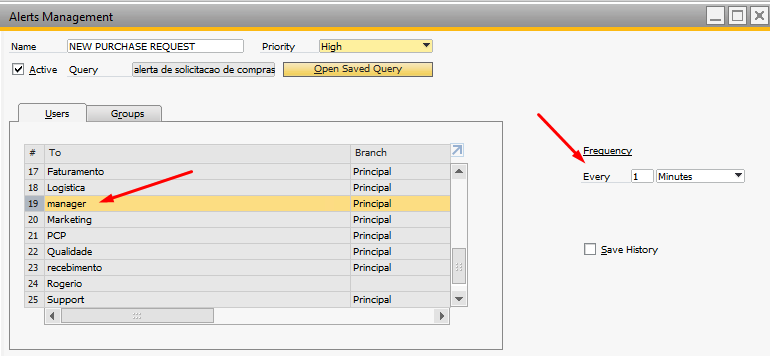 Alerts Management
Name NEW PURCHASE REQUEST Priority High
Active Query alerta de solicitacao de compras Open Saved Query
Users Groups
# To Branch
17 Faturamento Principal
18 Logistica Principal
19 manager Principal
20 Marketing Principal
21 PCP Principal
22 Qualidade Principal
23 recebimento Principal
24 Rogerio
25 Support Principal
Frequency
Every 1 Minutes
Save History